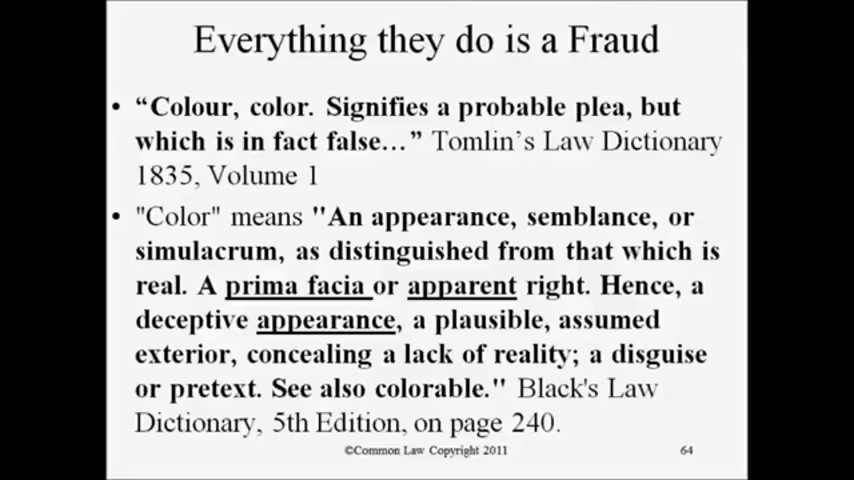 Everything they do is a Fraud
• “Colour, color. Signifies a probable plea, but
which is in fact false…” Tomlin’s Law Dictionary
1835, Volume 1
• "Color" means "An appearance, semblance, or
simulacrum, as distinguished from that which is
real. A prima facia or apparent right. Hence, a
deceptive appearance, a plausible, assumed
exterior, concealing a lack of reality; a disguise
or pretext. See also colorable." Black's Law
Dictionary, 5th Edition, on page 240.
©Common Law Copyright 2011
64